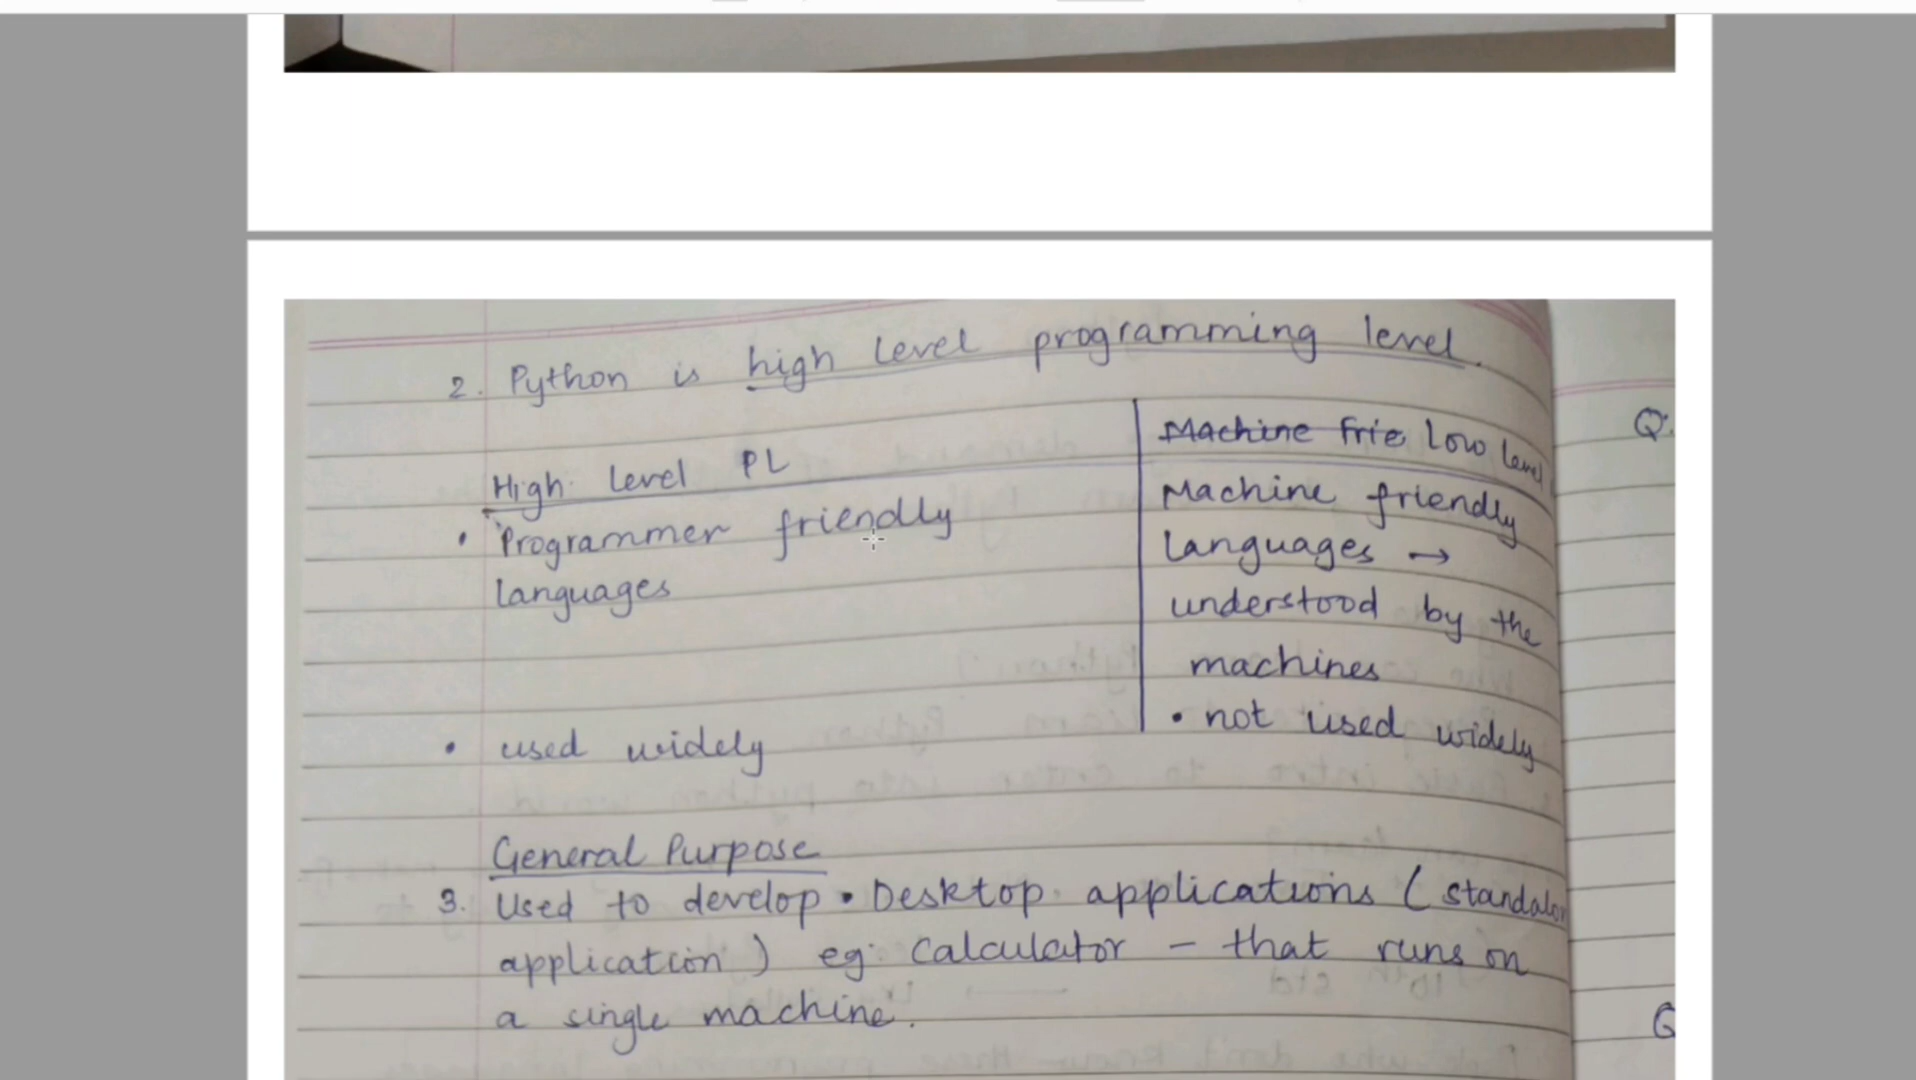 2. Python is high level programming level.
High level PL
• Programmer friendly
languages
• used widely
Machine frie Low level
Machine friendly
languages →
understood by the
machines
• not used widely
General Purpose
3. Used to develop • Desktop applications (standalon
application) eg: Calculator - that runs on
a single machine.
Q.